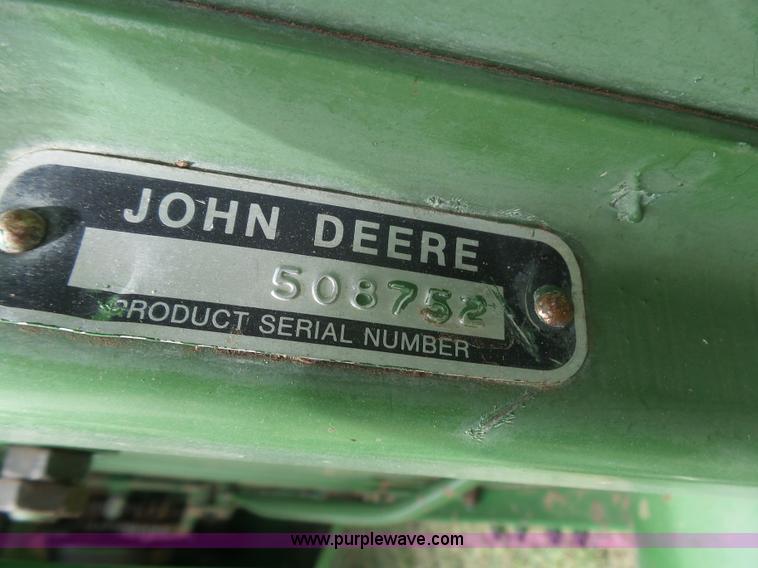 JOHN DEERE
508752
PRODUCT SERIAL NUMBER
www.purplewave.com